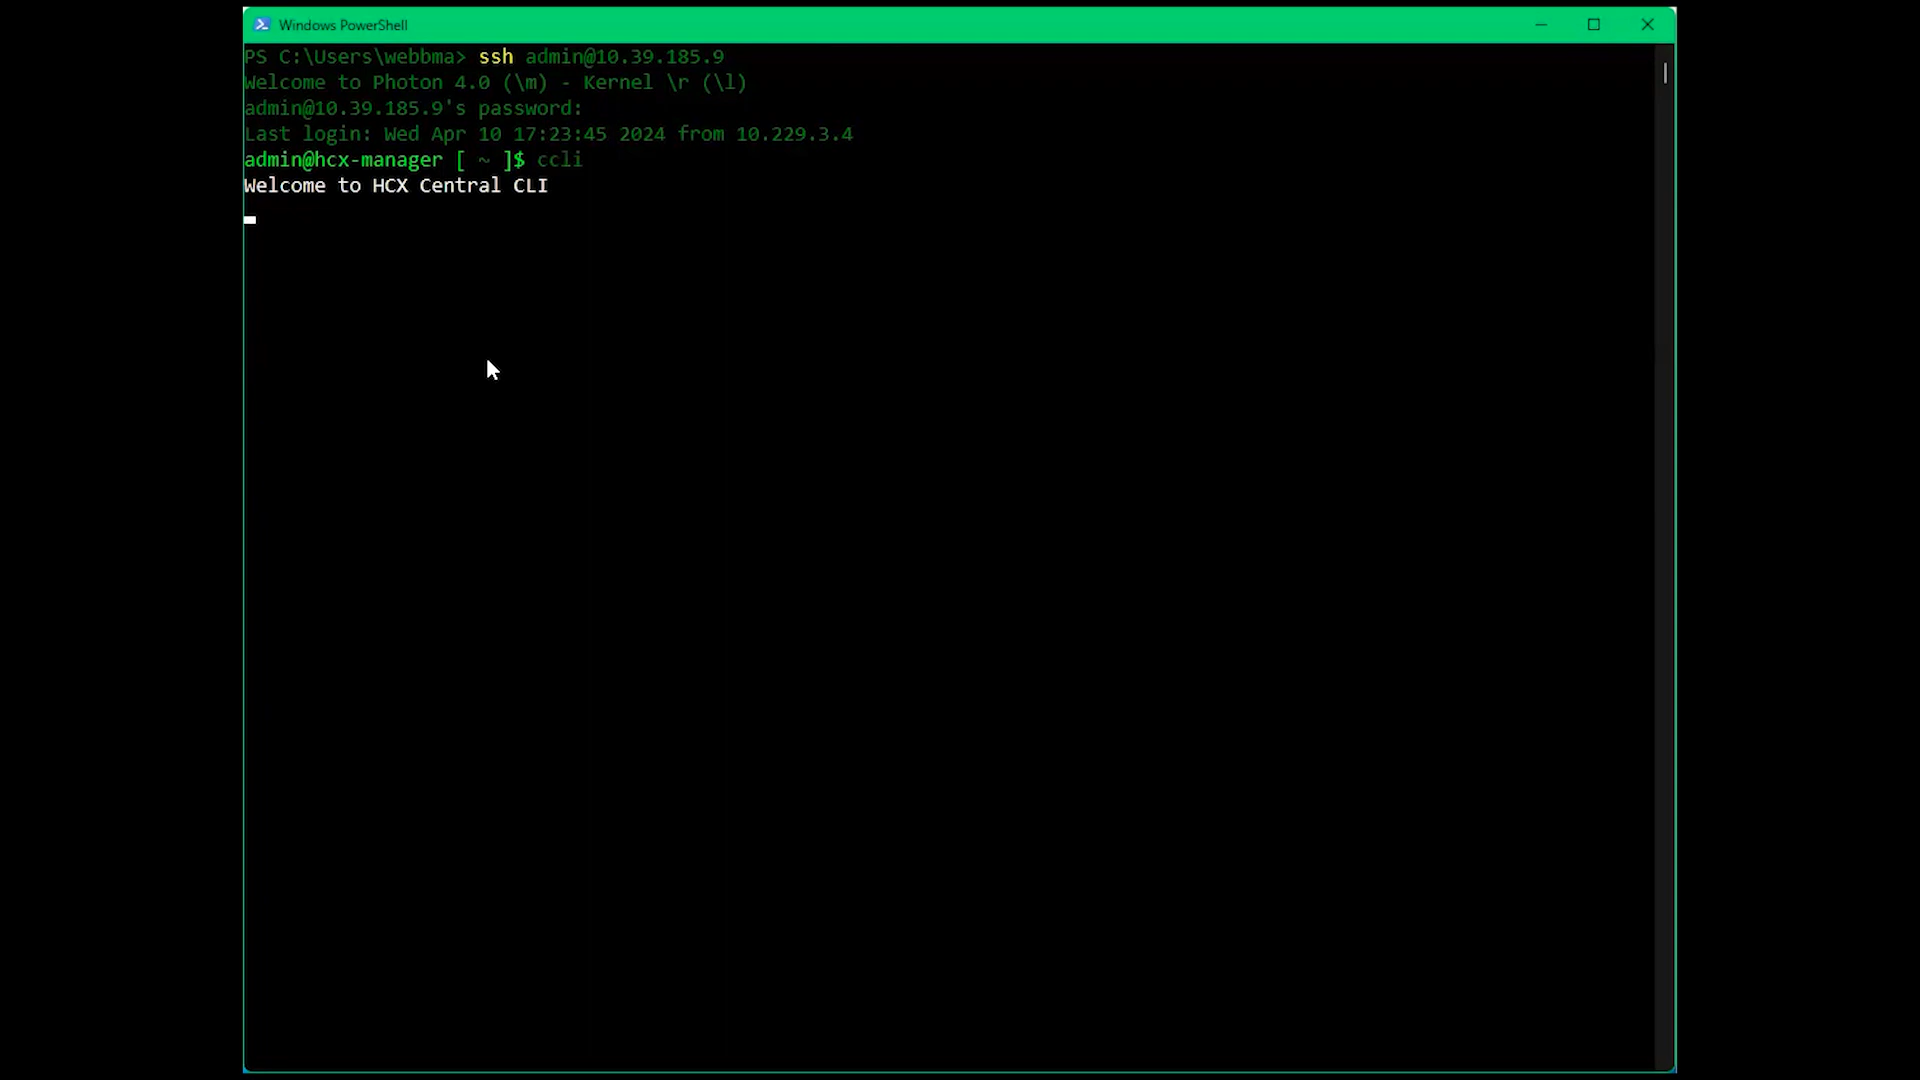 Windows PowerShell
PS C:\Users\webbma> ssh admin@10.39.185.9
Welcome to Photon 4.0 (\m) - Kernel \r (\l)
admin@10.39.185.9's password:
Last login: Wed Apr 10 17:23:45 2024 from 10.229.3.4
admin@hcx-manager [ ~ ]$ ccli
Welcome to HCX Central CLI